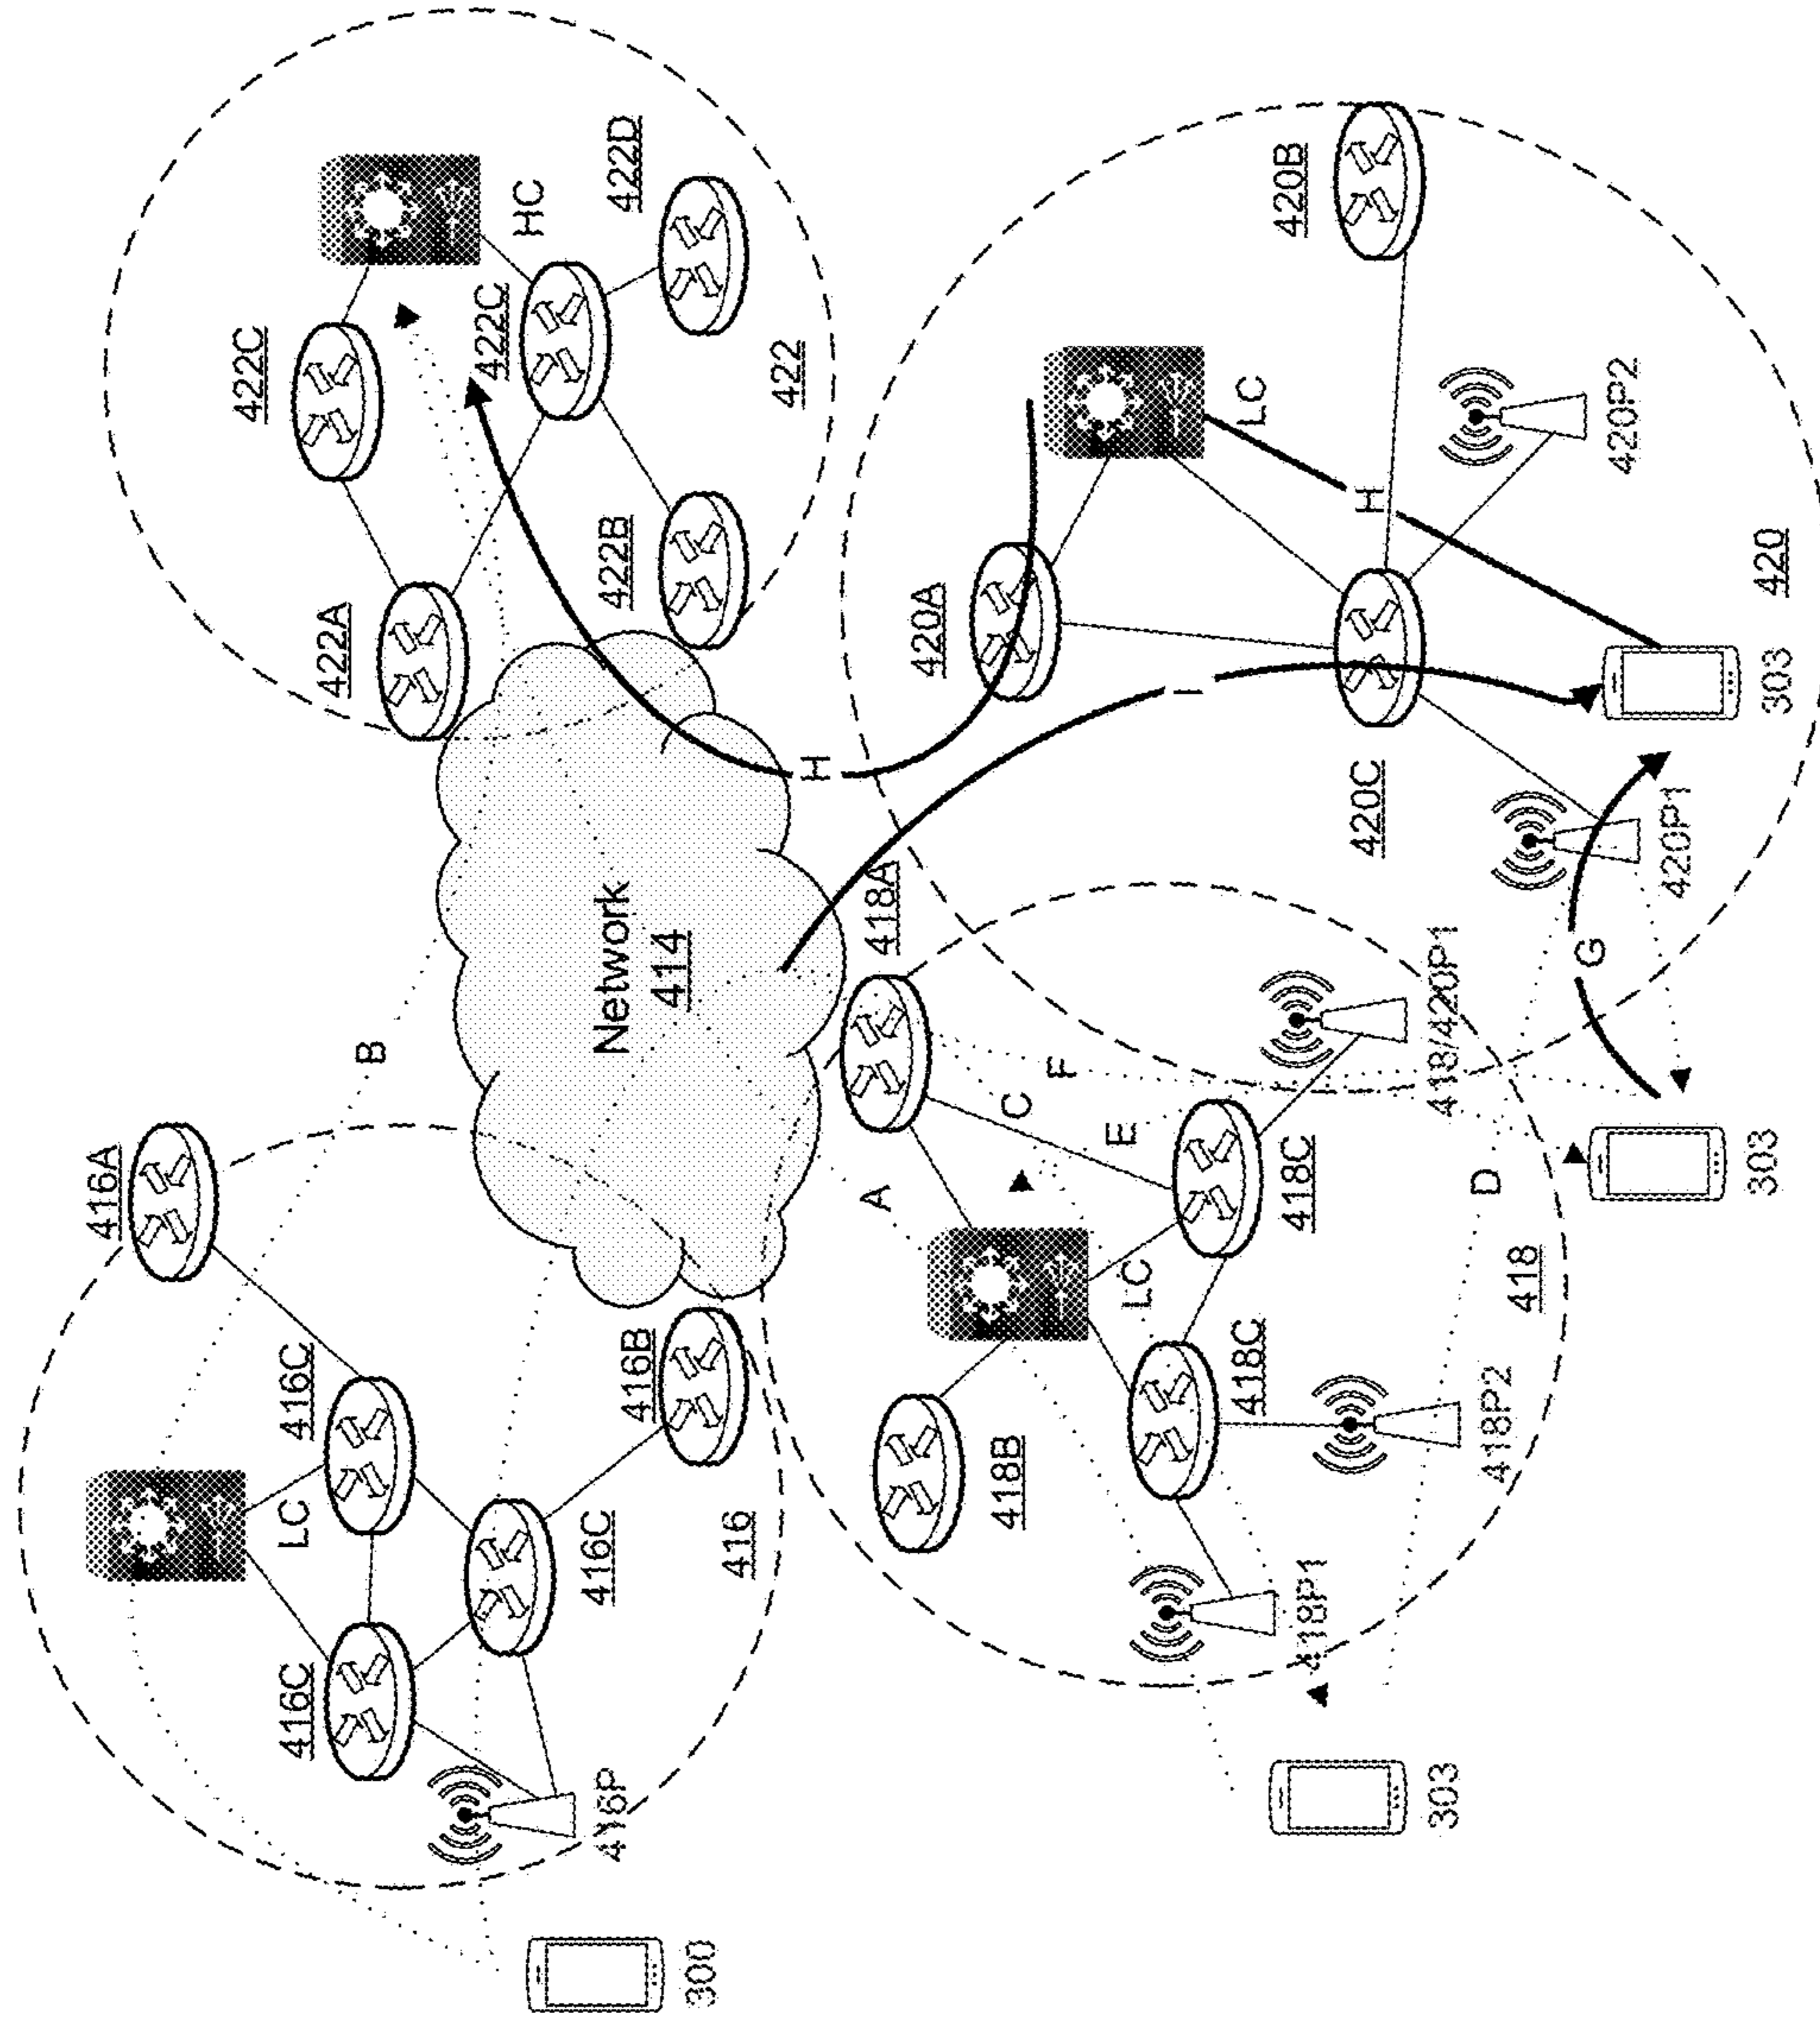 416A
416C
416C
LC
416C
416P
416B
416
300
B
Network
414
422A
422C
HC
422C
422D
422B
422
A
C
F
E
D
418A
418B
LC
418C
418C
418
418P1
418P2
418/420P1
303
303
303
G
H
H
I
420A
LC
420B
420C
420P1
420P2
420